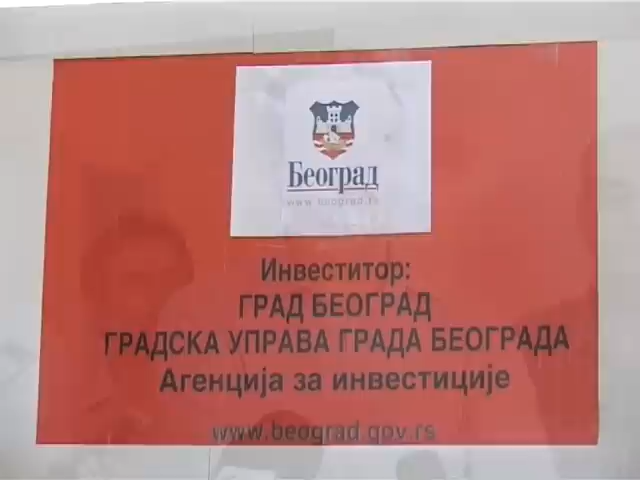 Београд
www.beograd.rs
Инвеститор:
ГРАД БЕОГРАД
ГРАДСКА УПРАВА ГРАДА БЕОГРАДА
Агенција за инвестиције
www.beograd.gov.rs